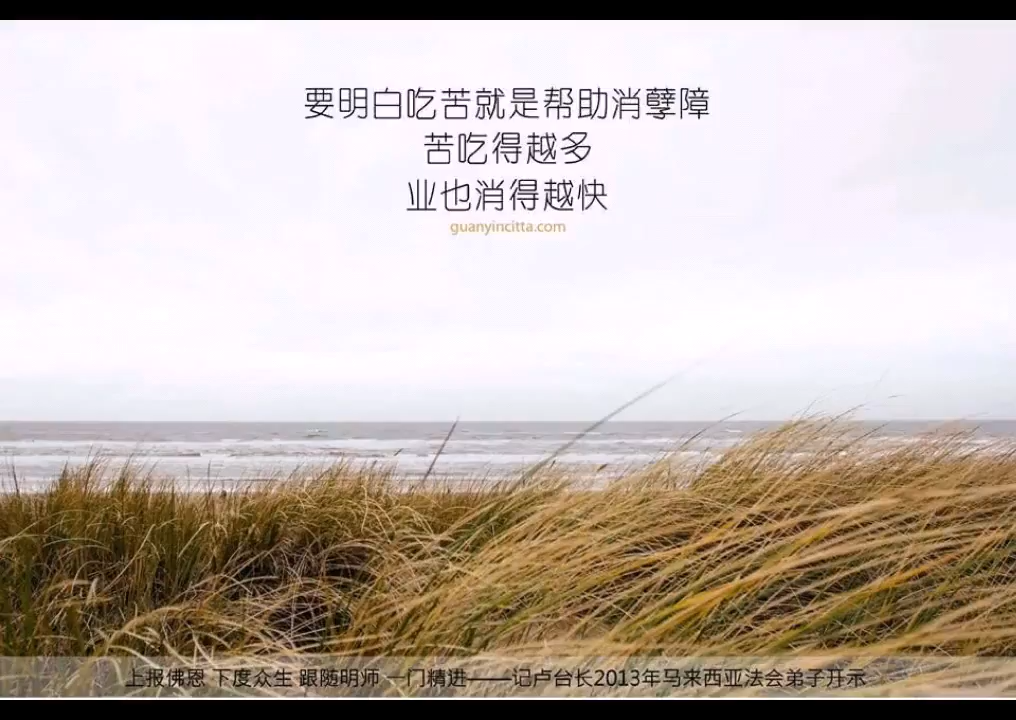 要明白吃苦就是帮助消孽障
苦吃得越多
业也消得越快
guanyincitta.com
上报佛恩 下度众生 跟随明师 一门精进——记卢台长2013年马来西亚法会弟子开示